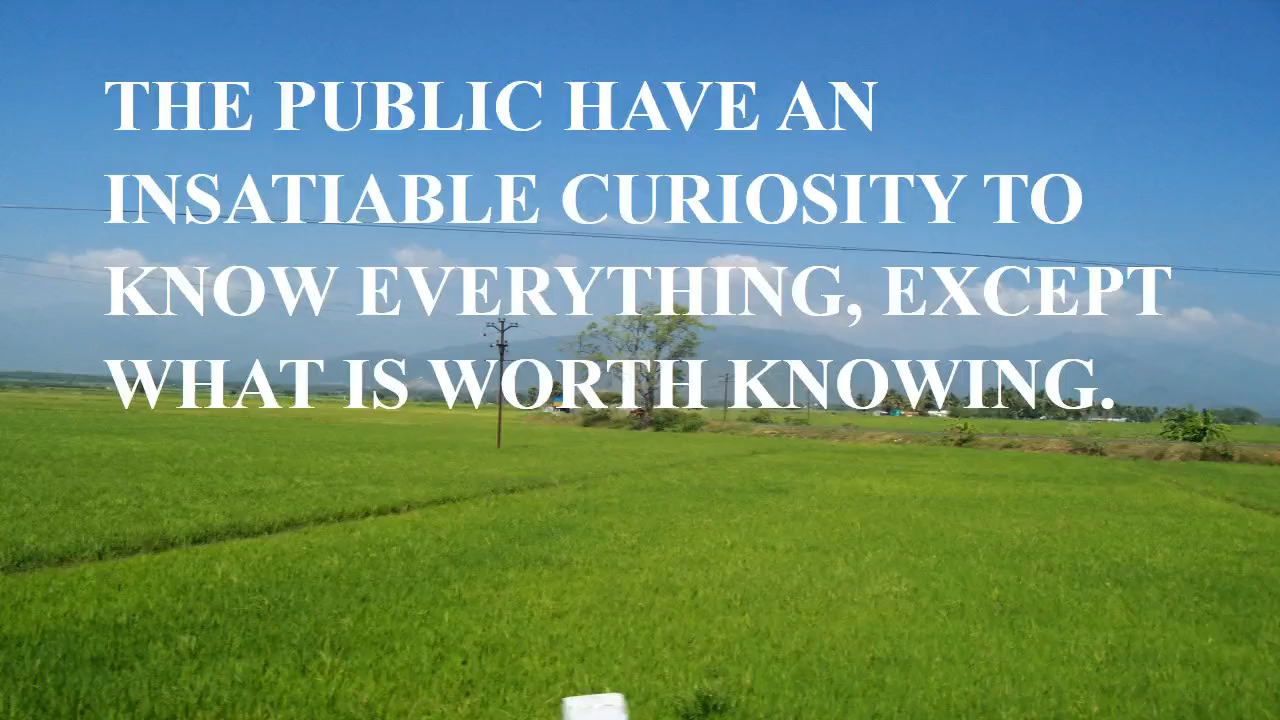 THE PUBLIC HAVE AN
INSATIABLE CURIOSITY TO
KNOW EVERYTHING, EXCEPT
WHAT IS WORTH KNOWING.